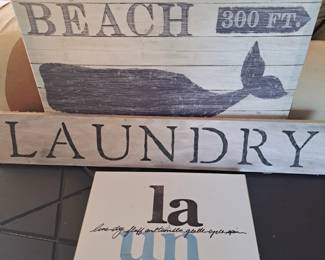 BEACH 300 FT.
LAUNDRY
la
un